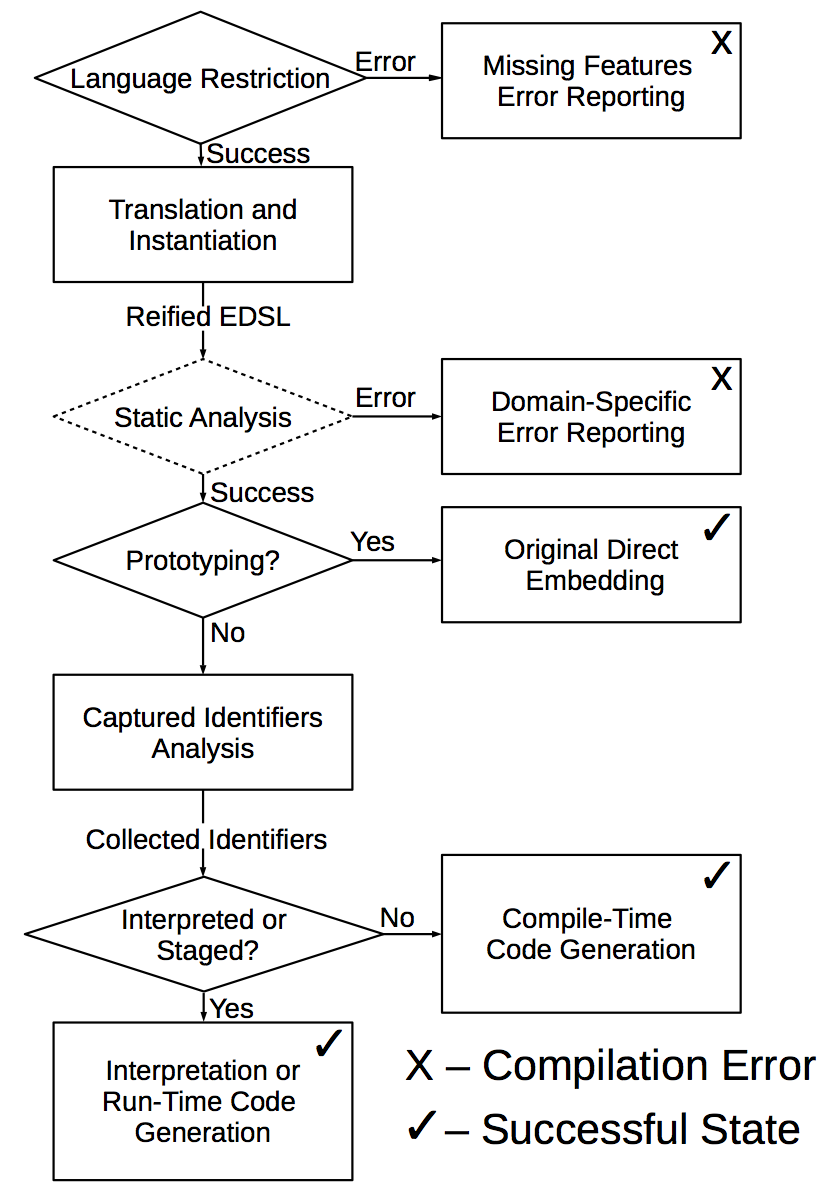 Language Restriction
Error
X
Missing Features
Error Reporting
Success
Translation and
Instantiation
Reified EDSL
Static Analysis
Error
X
Domain-Specific
Error Reporting
Success
Prototyping?
Yes
✓
Original Direct
Embedding
No
Captured Identifiers
Analysis
Collected Identifiers
Interpreted or
Staged?
No
✓
Compile-Time
Code Generation
Yes
✓
Interpretation or
Run-Time Code
Generation
X – Compilation Error
✓ – Successful State